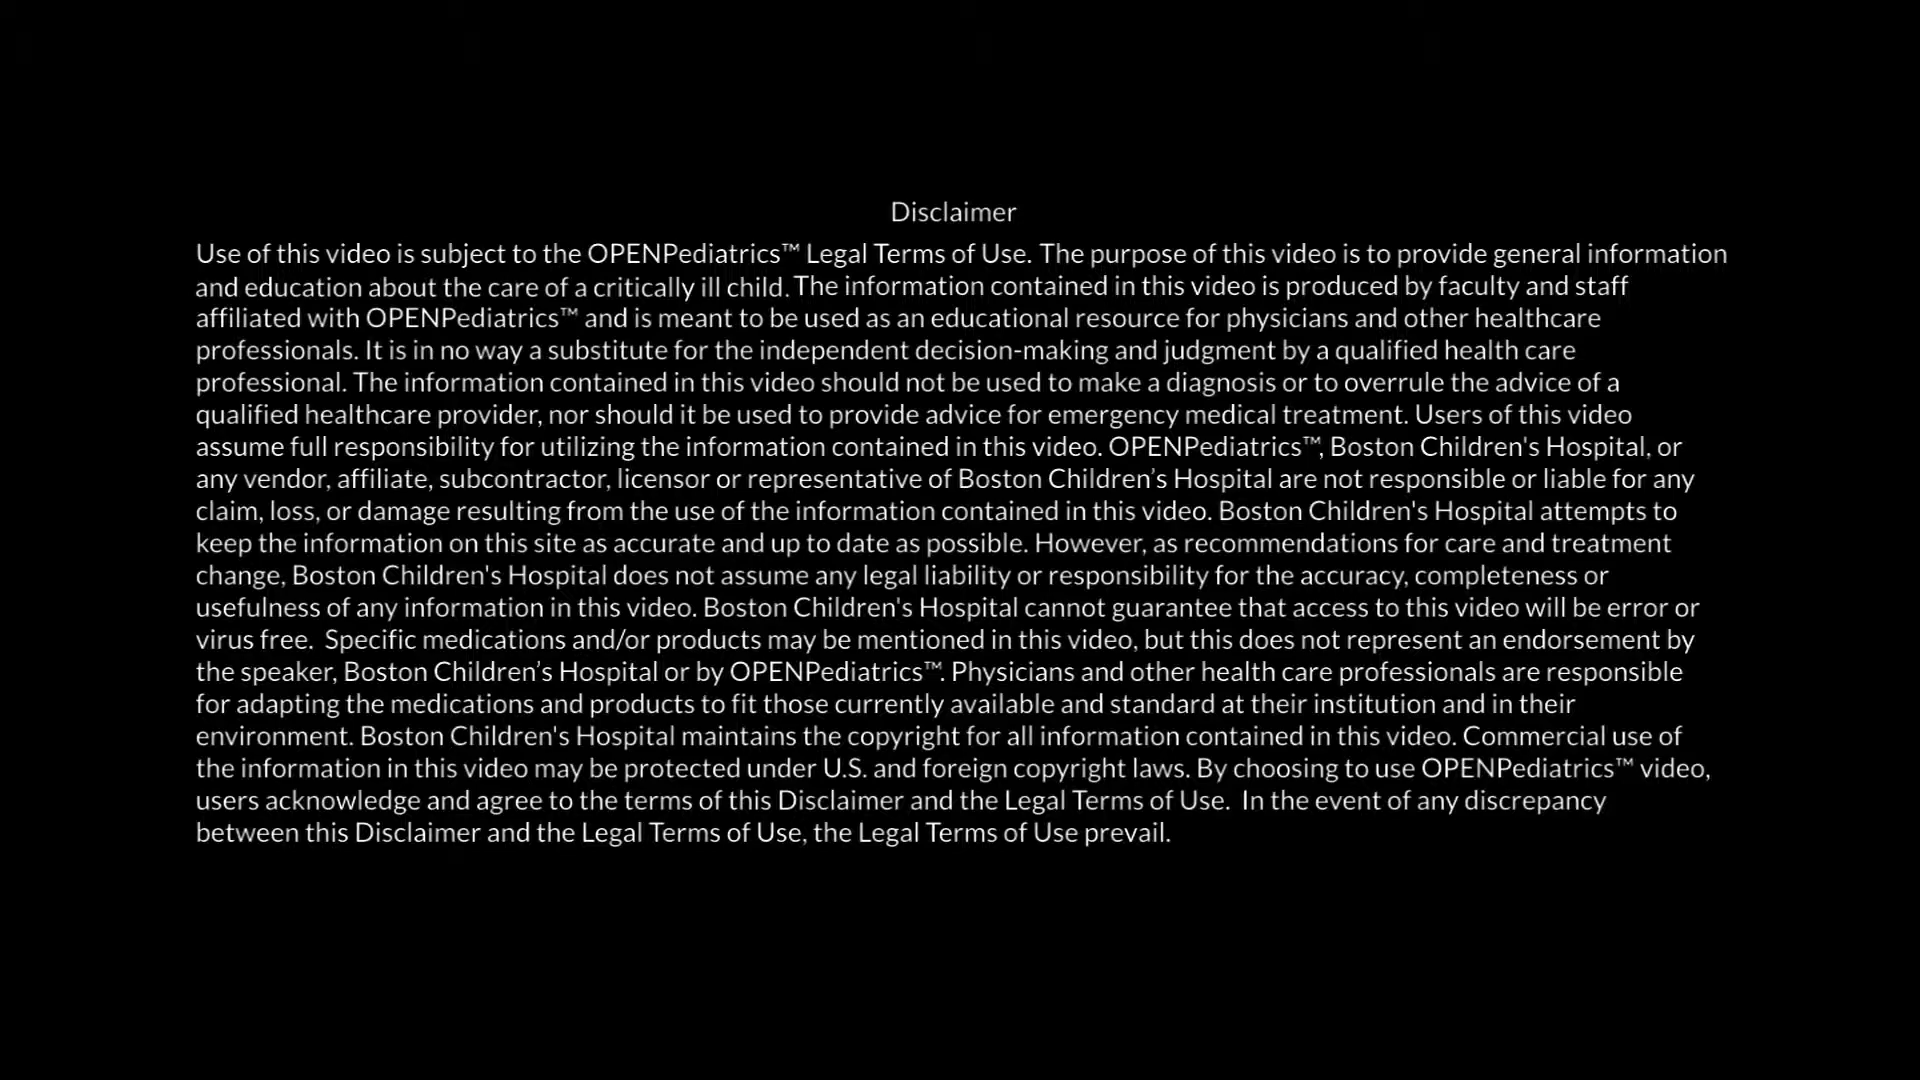 Disclaimer
Use of this video is subject to the OPENPediatrics™ Legal Terms of Use. The purpose of this video is to provide general information
and education about the care of a critically ill child. The information contained in this video is produced by faculty and staff
affiliated with OPENPediatrics™ and is meant to be used as an educational resource for physicians and other healthcare
professionals. It is in no way a substitute for the independent decision-making and judgment by a qualified health care
professional. The information contained in this video should not be used to make a diagnosis or to overrule the advice of a
qualified healthcare provider, nor should it be used to provide advice for emergency medical treatment. Users of this video
assume full responsibility for utilizing the information contained in this video. OPENPediatrics™, Boston Children's Hospital, or
any vendor, affiliate, subcontractor, licensor or representative of Boston Children’s Hospital are not responsible or liable for any
claim, loss, or damage resulting from the use of the information contained in this video. Boston Children's Hospital attempts to
keep the information on this site as accurate and up to date as possible. However, as recommendations for care and treatment
change, Boston Children's Hospital does not assume any legal liability or responsibility for the accuracy, completeness or
usefulness of any information in this video. Boston Children's Hospital cannot guarantee that access to this video will be error or
virus free.  Specific medications and/or products may be mentioned in this video, but this does not represent an endorsement by
the speaker, Boston Children’s Hospital or by OPENPediatrics™. Physicians and other health care professionals are responsible
for adapting the medications and products to fit those currently available and standard at their institution and in their
environment. Boston Children's Hospital maintains the copyright for all information contained in this video. Commercial use of
the information in this video may be protected under U.S. and foreign copyright laws. By choosing to use OPENPediatrics™ video,
users acknowledge and agree to the terms of this Disclaimer and the Legal Terms of Use.  In the event of any discrepancy
between this Disclaimer and the Legal Terms of Use, the Legal Terms of Use prevail.